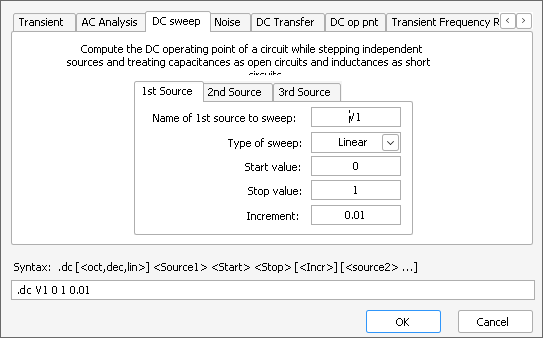 Transient AC Analysis DC sweep Noise DC Transfer DC op pnt Transient Frequency R
Compute the DC operating point of a circuit while stepping independent
sources and treating capacitances as open circuits and inductances as short
circuits
1st Source 2nd Source 3rd Source
Name of 1st source to sweep: V1
Type of sweep: Linear
Start value: 0
Stop value: 1
Increment: 0.01
Syntax: .dc [<oct,dec,lin>] <Source1> <Start> <Stop> [<Incr>] [<source2> ...]
.dc V1 0 1 0.01
OK Cancel